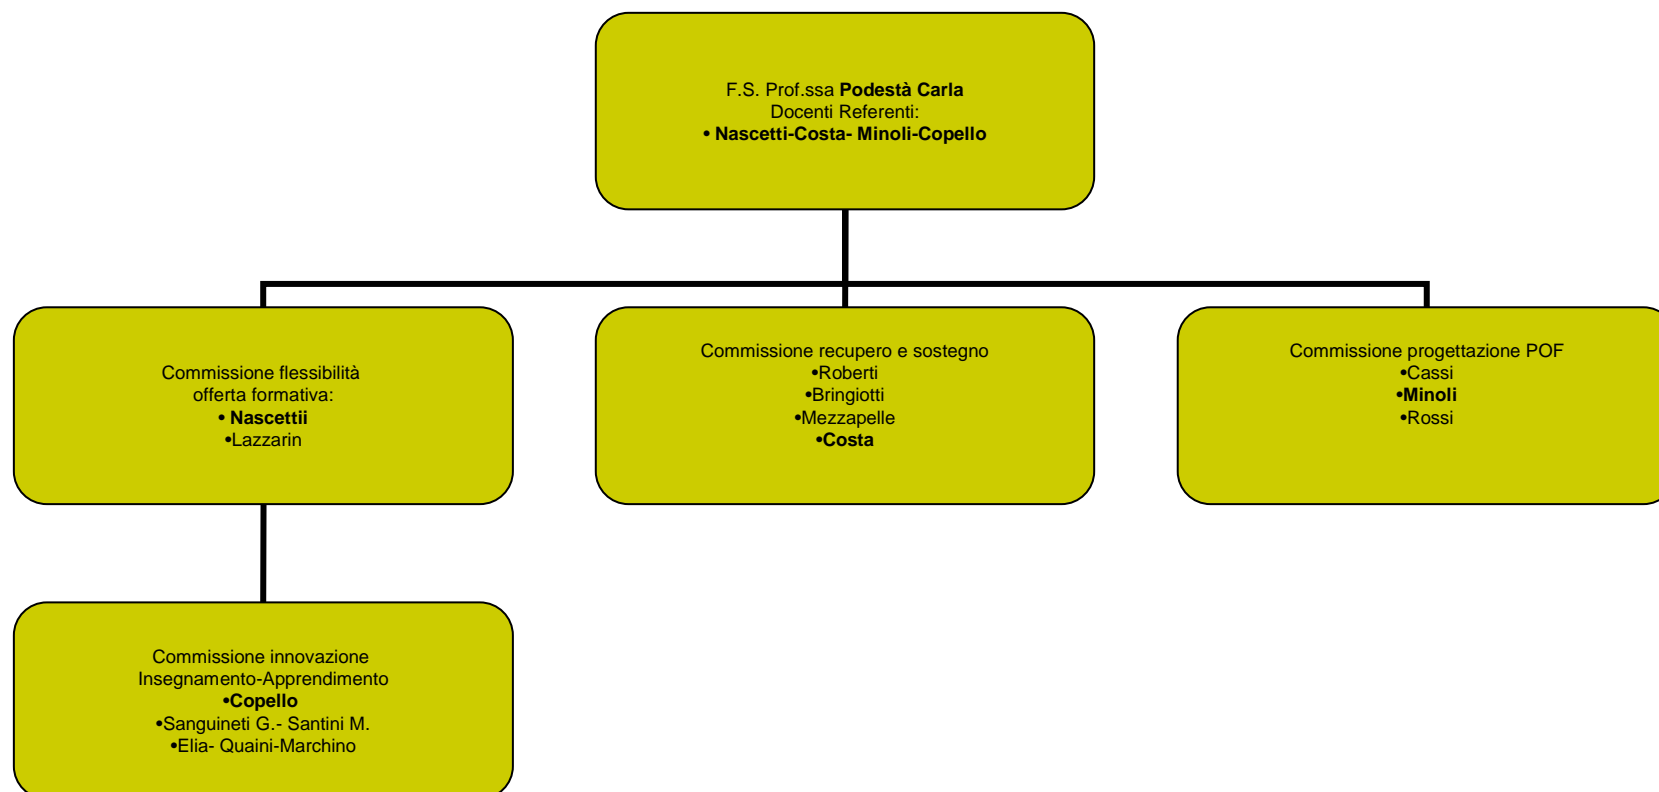 F.S. Prof.ssa Podestà Carla
Docenti Referenti:
• Nascetti-Costa- Minoli-Copello
Commissione flessibilità
offerta formativa:
• Nascettii
•Lazzarin
Commissione recupero e sostegno
•Roberti
•Bringiotti
•Mezzapelle
•Costa
Commissione progettazione POF
•Cassi
•Minoli
•Rossi
Commissione innovazione
Insegnamento-Apprendimento
•Copello
•Sanguineti G.- Santini M.
•Elia- Quaini-Marchino